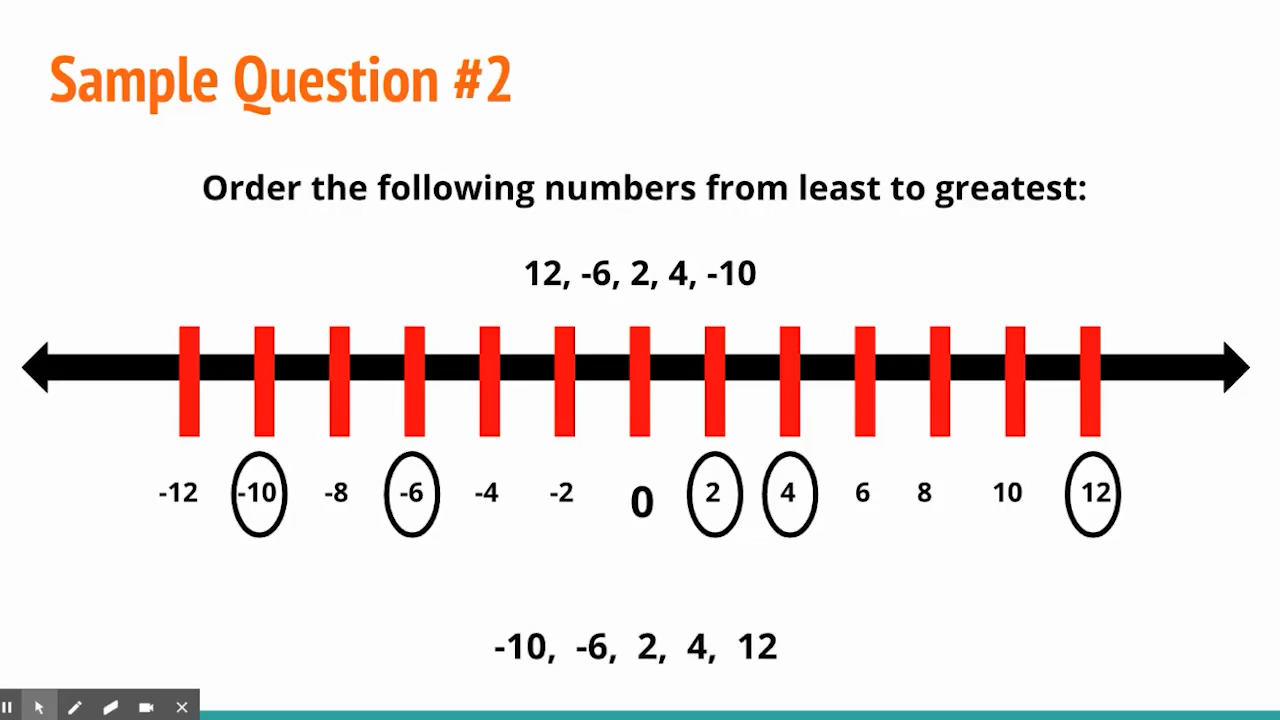 Sample Question #2
Order the following numbers from least to greatest:
12, -6, 2, 4, -10
-12 -10 -8 -6 -4 -2 0 2 4 6 8 10 12
-10, -6, 2, 4, 12